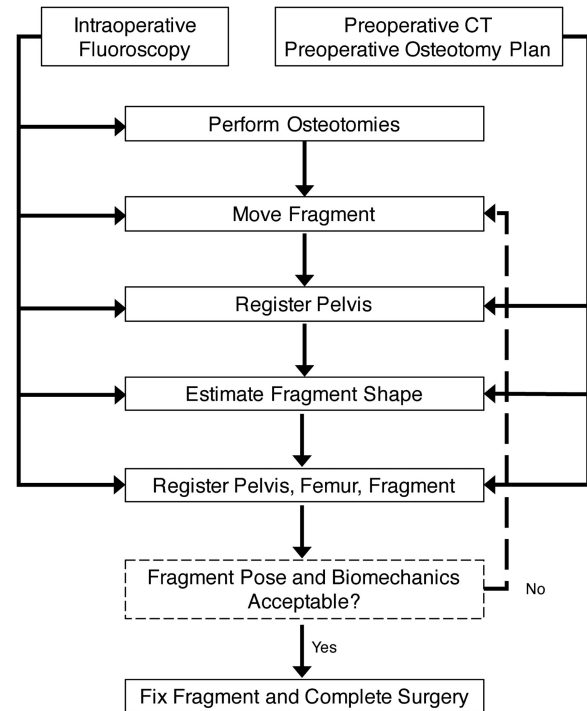 Intraoperative
Fluoroscopy
Preoperative CT
Preoperative Osteotomy Plan
Perform Osteotomies
Move Fragment
Register Pelvis
Estimate Fragment Shape
Register Pelvis, Femur, Fragment
Fragment Pose and Biomechanics
Acceptable?
No
Yes
Fix Fragment and Complete Surgery